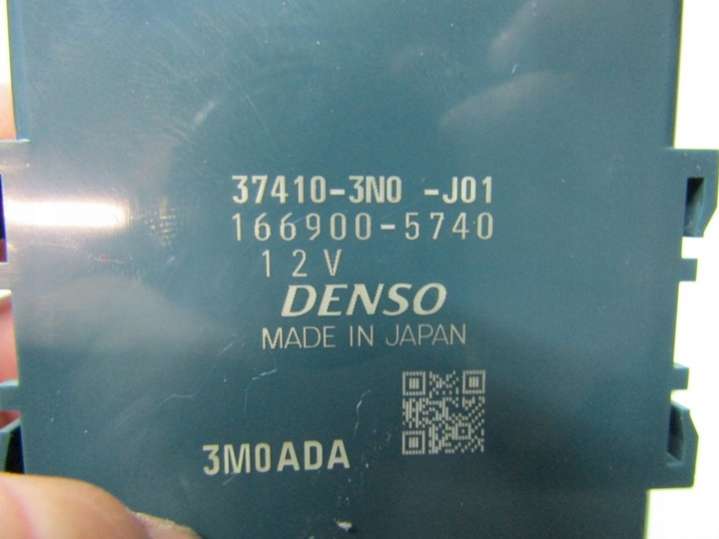 37410-3N0 -J01
166900-5740
12V
DENSO
MADE IN JAPAN
3M0ADA